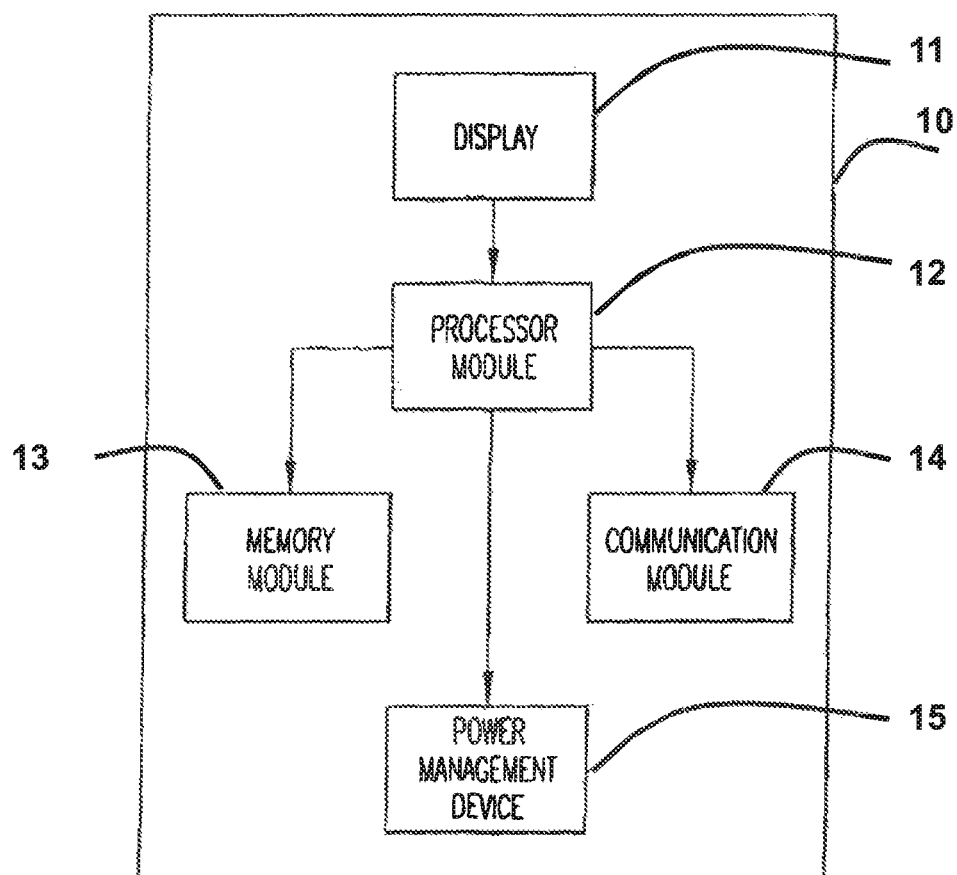 11
10
DISPLAY
12
PROCESSOR
MODULE
13
14
MEMORY
MODULE
COMMUNICATION
MODULE
15
POWER
MANAGEMENT
DEVICE